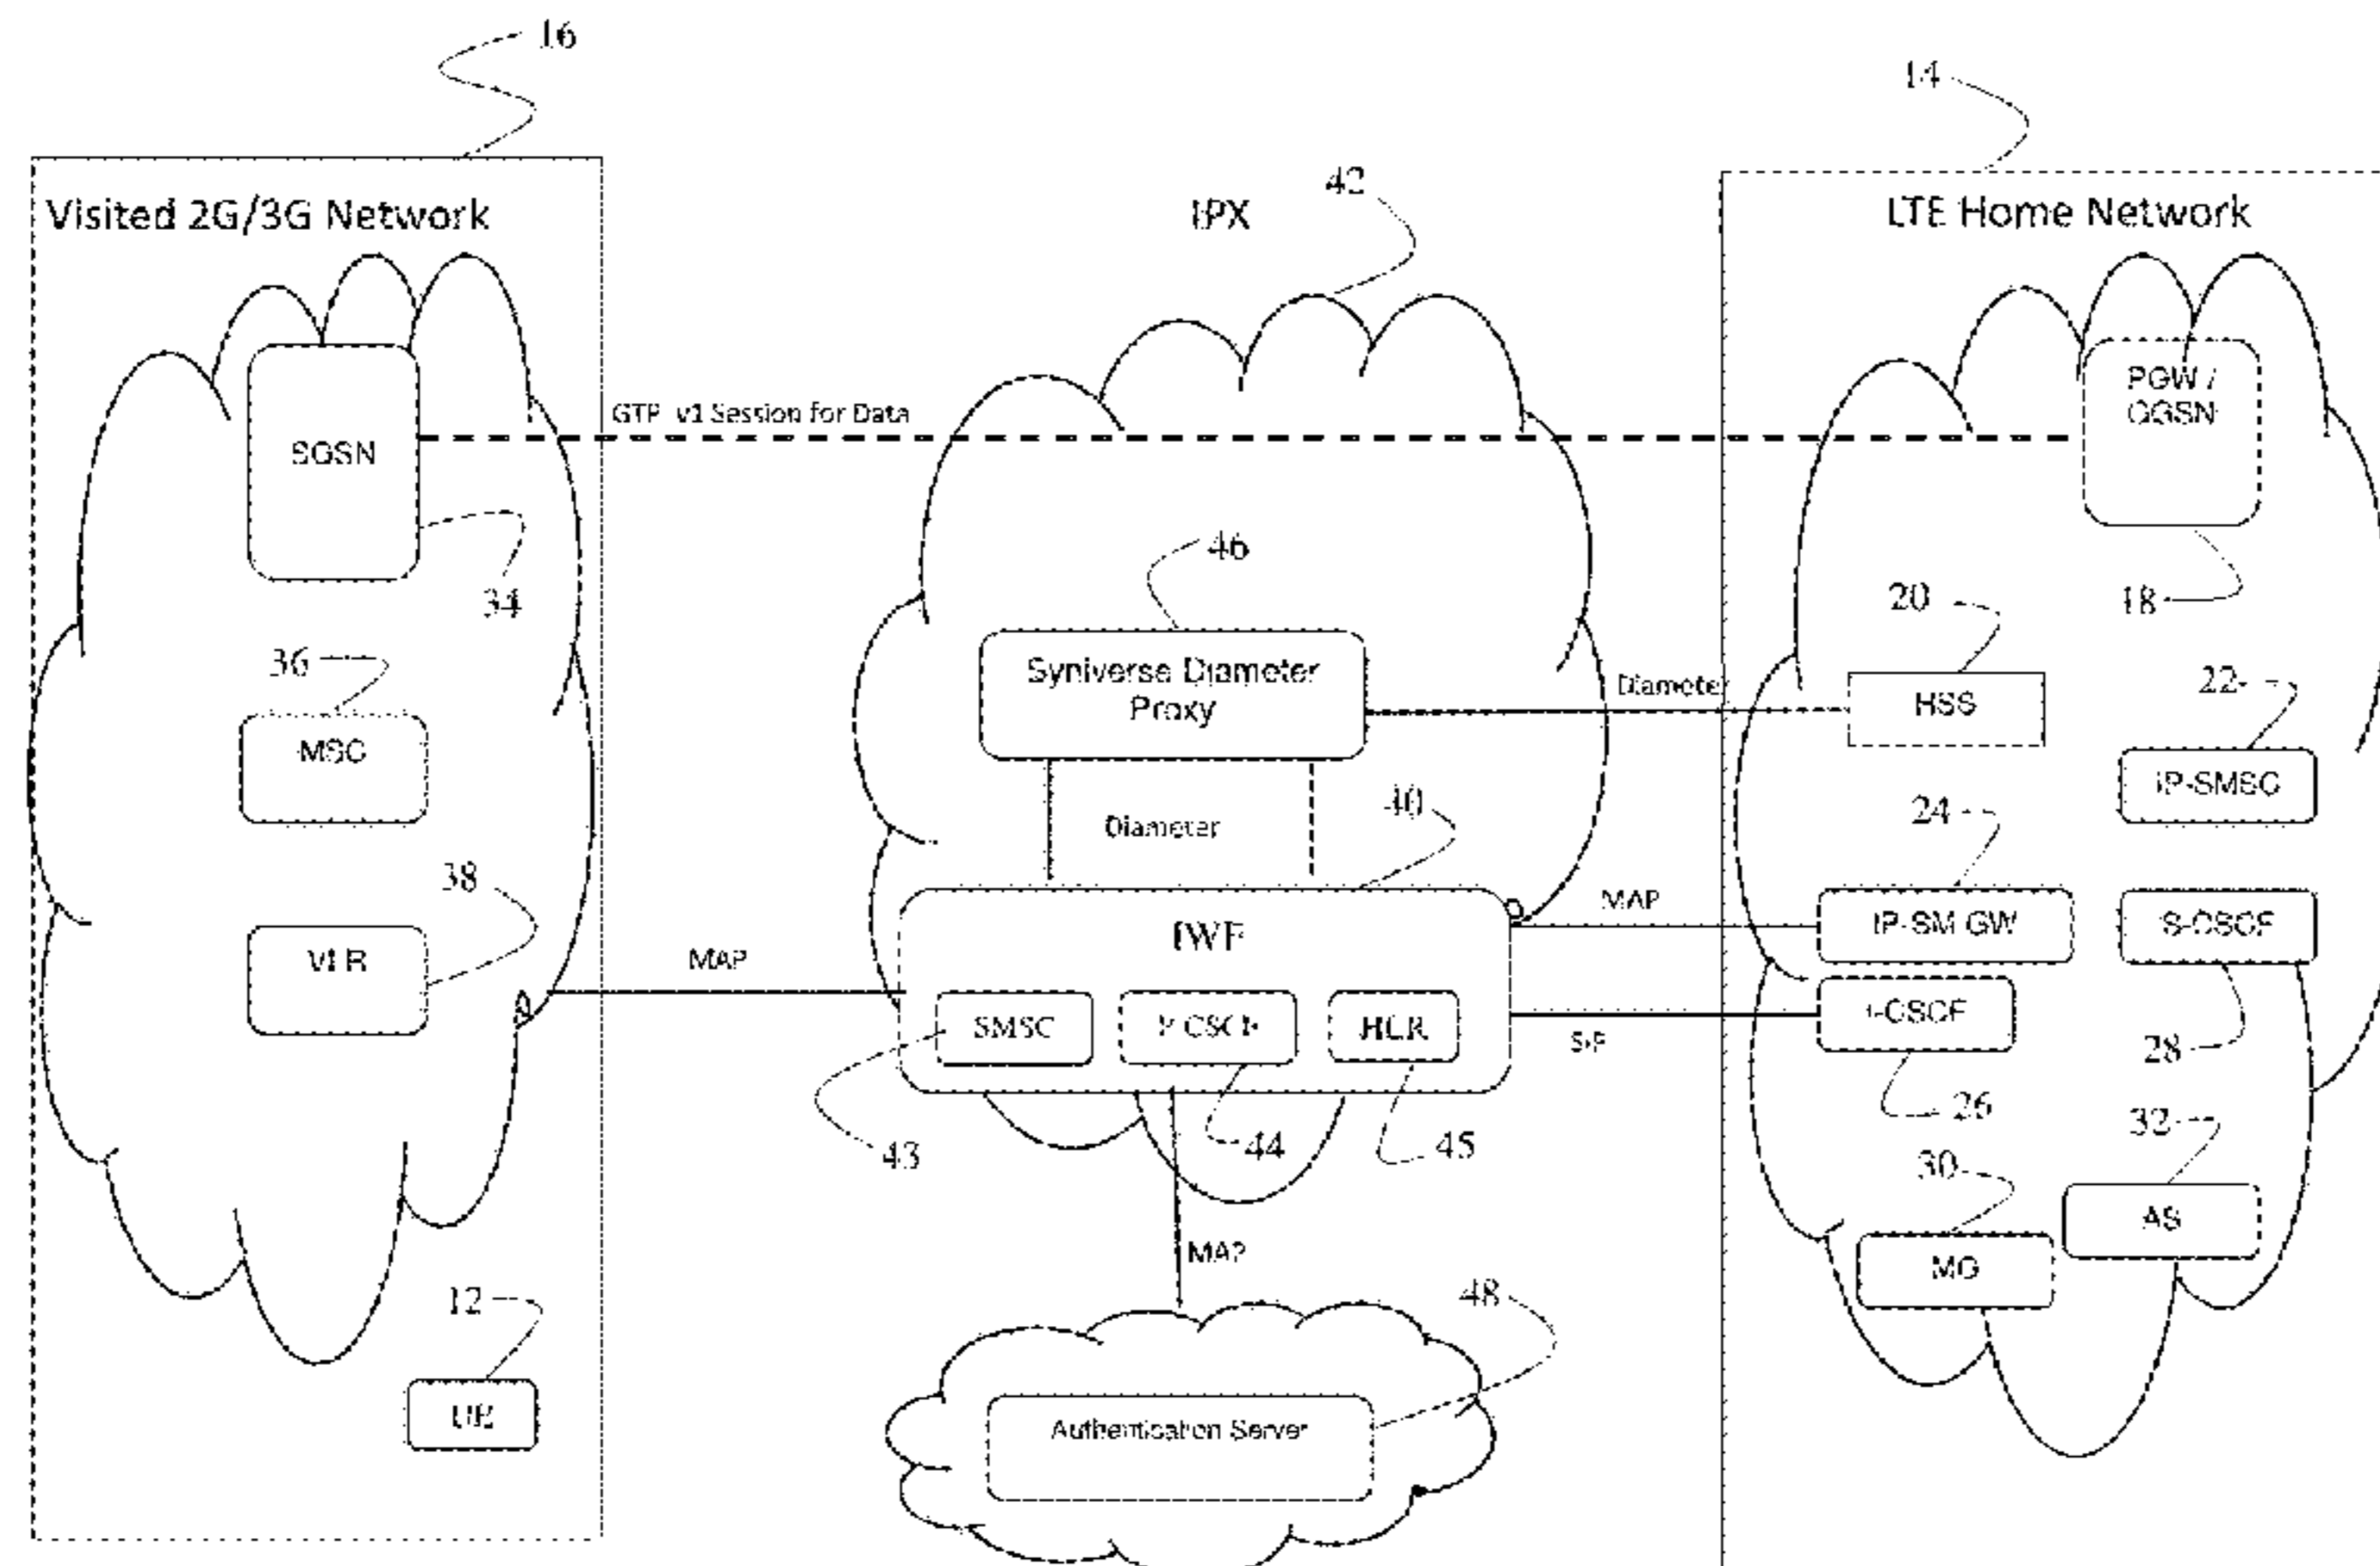 16
14
42
Visited 2G/3G Network
IPX
LTE Home Network
PGW /
GGSN
GTP v1 Session for Data
SGSN
46
34
20
18
36
Syniverse Diameter
Proxy
Diameter
HSS
22
MSC
IP-SMSC
40
24
Diameter
38
MAP
IP-SM GW
S-CSCF
IWF
VLR
MAP
I-CSCF
SMSC
P CSCF
HLR
SIP
28
26
43
44
45
32
30
AS
MAP
MG
12
48
UE
Authentication Server